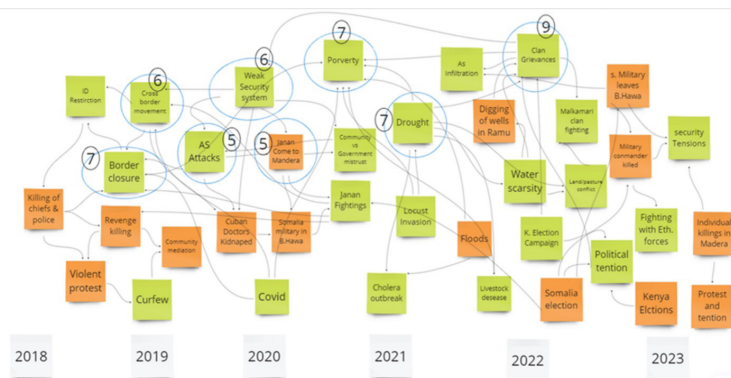 7
9
6
6
7
5
5
7
ID
Restirction
Cross
border
movement
Weak
Security
system
Porverty
As
infiltration
Clan
Grievances
s. Military
leaves
B.Hawa
Border
closure
AS
Attacks
Janan
Come to
Mandera
Community
vs
Government
mistrust
Drought
Digging
of wells
in Ramu
Malkamari
clan
fighting
Military
commander
killed
security
Tensions
Killing of
chiefs &
police
Revenge
killing
Community
mediation
Cuban
Doctors
Kidnaped
Somalia
military in
B.Hawa
Janan
Fightings
Locust
Invasion
Water
scarsity
Land/pasture
conflict
Floods
K. Election
Campaign
Political
tention
Fighting
with Eth.
forces
Individual
killings in
Madera
Violent
protest
Curfew
Covid
Cholera
outbreak
Livestock
desease
Somalia
election
Kenya
Elctions
Protest
and
tention
2018
2019
2020
2021
2022
2023